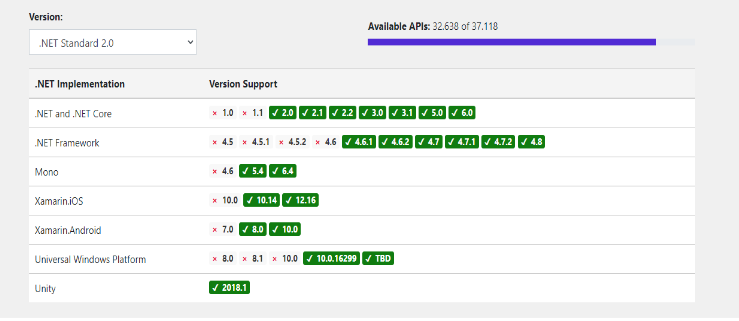 Version:
.NET Standard 2.0
Available APIs: 32.638 of 37.118
.NET Implementation Version Support
.NET and .NET Core × 1.0 × 1.1 ✓ 2.0 ✓ 2.1 ✓ 2.2 ✓ 3.0 ✓ 3.1 ✓ 5.0 ✓ 6.0
.NET Framework × 4.5 × 4.5.1 × 4.5.2 × 4.6 ✓ 4.6.1 ✓ 4.6.2 ✓ 4.7 ✓ 4.7.1 ✓ 4.7.2 ✓ 4.8
Mono × 4.6 ✓ 5.4 ✓ 6.4
Xamarin.iOS × 10.0 ✓ 10.14 ✓ 12.16
Xamarin.Android × 7.0 ✓ 8.0 ✓ 10.0
Universal Windows Platform × 8.0 × 8.1 × 10.0 ✓ 10.0.16299 ✓ TBD
Unity ✓ 2018.1